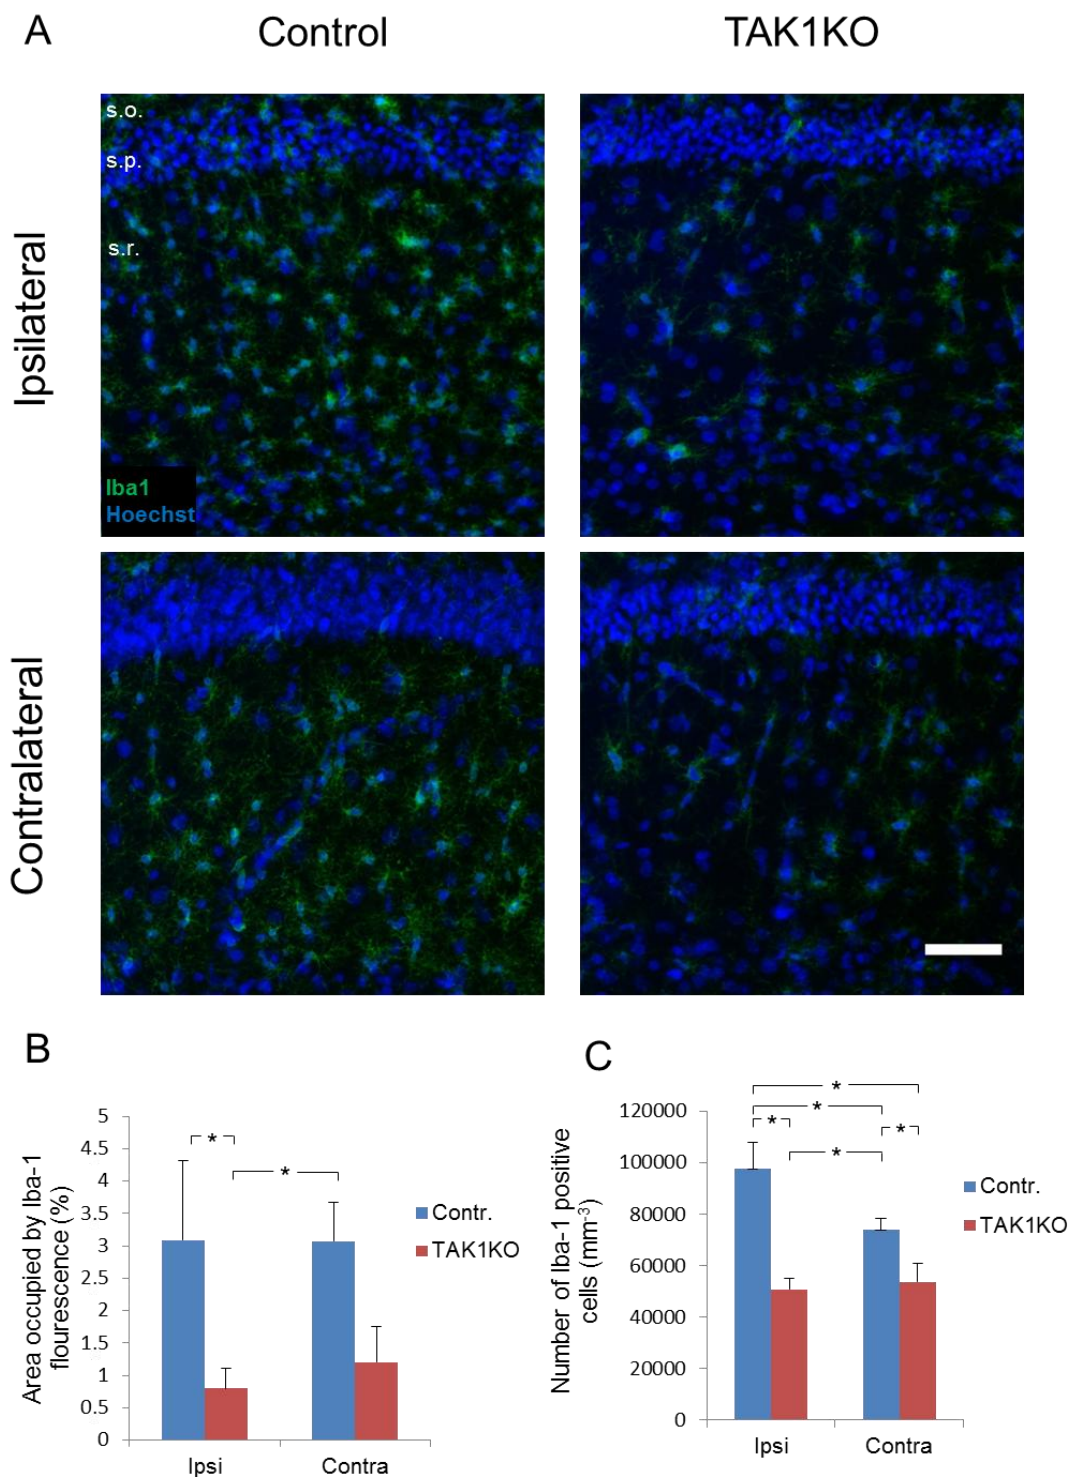 A
Control
TAK1KO
Ipsilateral
s.o.
s.p.
s.r.
Iba1
Hoechst
Contralateral
B
Area occupied by Iba-1
flourescence (%)
5
4.5
4
3.5
3
2.5
2
1.5
1
0.5
0
*
*
Ipsi
Contra
Contr.
TAK1KO
C
Number of Iba-1 positive
cells (mm-3)
120000
100000
80000
60000
40000
20000
0
*
*
*
*
*
Ipsi
Contra
Contr.
TAK1KO